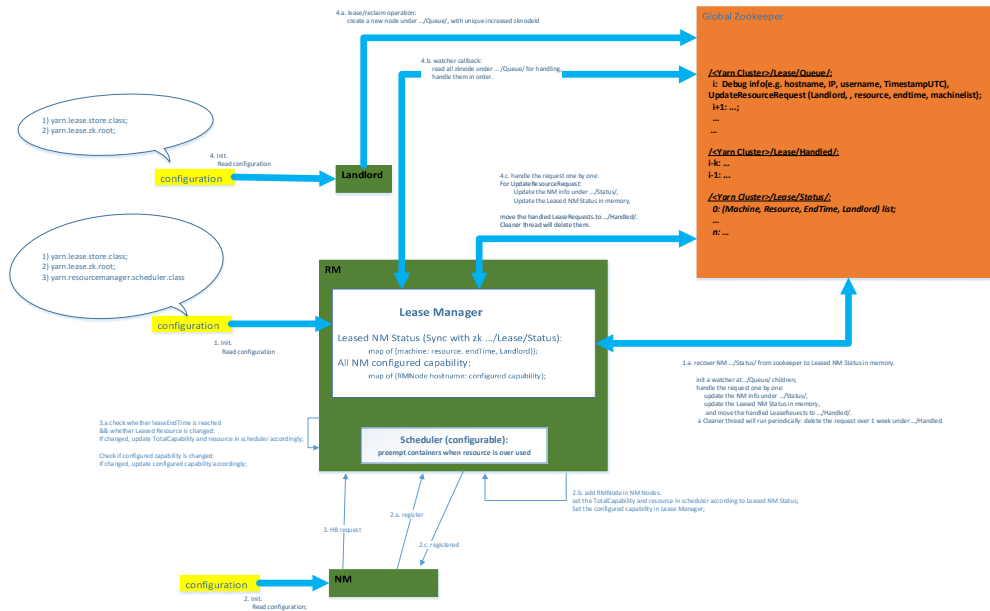 4.a. lease/reclaim operation:
create a new node under .../Queue/, with unique increased zknodeId
Global Zookeeper
4.b. watcher callback:
read all zknode under .../Queue/ for handling,
handle them in order.
/<Yarn Cluster>/Lease/Queue/:
i: Debug info(e.g. hostname, IP, username, TimestampUTC),
UpdateResourceRequest (Landlord, , resource, endtime, machinelist);
i+1: ...;
...
...
/<Yarn Cluster>/Lease/Handled/:
i-k: ...
i-1: ...
/<Yarn Cluster>/Lease/Status/:
0: (Machine, Resource, EndTime, Landlord) list;
...
n: ...
1) yarn.lease.store.class;
2) yarn.lease.zk.root;
4. Init.
Read configuration
configuration
Landlord
4.c. handle the request one by one:
For UpdateResourceRequest:
Update the NM info under .../Status/,
Update the Leased NM Status in memory,
move the handled LeaseRequests to .../Handled/.
Cleaner thread will delete them.
1) yarn.lease.store.class;
2) yarn.lease.zk.root;
3) yarn.resourcemanager.scheduler.class
configuration
1. Init.
Read configuration
RM
Lease Manager
Leased NM Status (Sync with zk .../Lease/Status):
map of {machine: resource, endTime, Landlord)};
All NM configured capability:
map of {RMNode hostname: configured capability};
1.a. recover NM .../Status/ from zookeeper to Leased NM Status in memory.
init a watcher at.../Queue/ children;
handle the request one by one:
update the NM info under .../Status/,
update the Leased NM Status in memory,
and move the handled LeaseReuests to .../Handled/.
a Cleaner thread will run periodically: delete the request over 1 week under .../Handled.
3.a.check whether leaseEndTime is reached
&& whether Leased Resource is changed:
If changed, update TotalCapability and resource in scheduler accordingly;
Check if configured capability is changed:
If changed, update configured capability accordingly;
Scheduler (configurable):
preempt containers when resource is over used
2.b. add RMNode in NM Nodes.
set the TotalCapability and resource in scheduler according to Leased NM Status;
Set the configured capability in Lease Manager;
3. HB request
2.a. register
2.c. registered
NM
configuration
2. Init.
Read configuration;